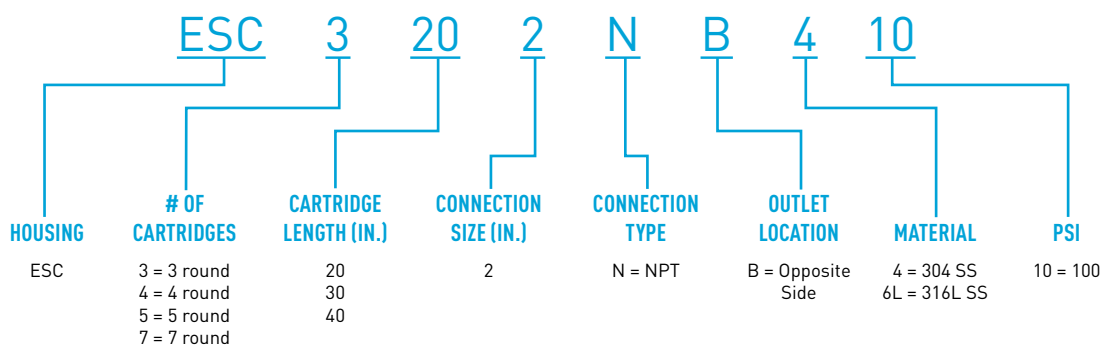 ESC 3 20 2 N B 4 10
HOUSING
ESC
# OF
CARTRIDGES
3 = 3 round
4 = 4 round
5 = 5 round
7 = 7 round
CARTRIDGE
LENGTH (IN.)
20
30
40
CONNECTION
SIZE (IN.)
2
CONNECTION
TYPE
N = NPT
OUTLET
LOCATION
B = Opposite
Side
MATERIAL
4 = 304 SS
6L = 316L SS
PSI
10 = 100